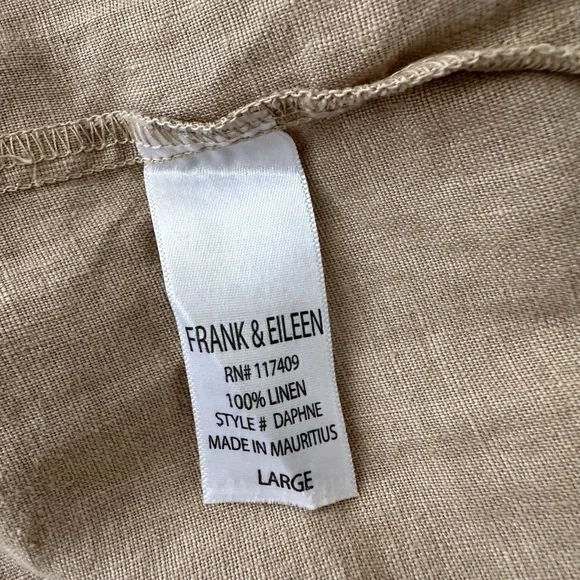 FRANK & EILEEN
RN# 117409
100% LINEN
STYLE # DAPHNE
MADE IN MAURITIUS
LARGE